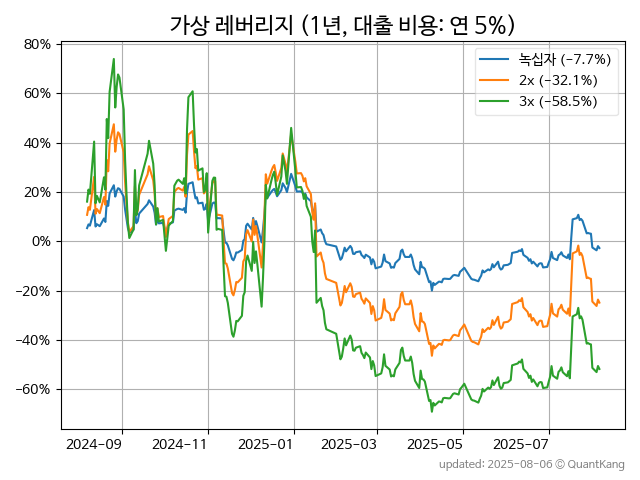 가상 레버리지 (1년, 대출 비용: 연 5%)
80%
60%
40%
20%
0%
−20%
−40%
−60%
녹십자 (−7.7%)
2x (−32.1%)
3x (−58.5%)
2024-09
2024-11
2025-01
2025-03
2025-05
2025-07
updated: 2025-08-06 © QuantKang